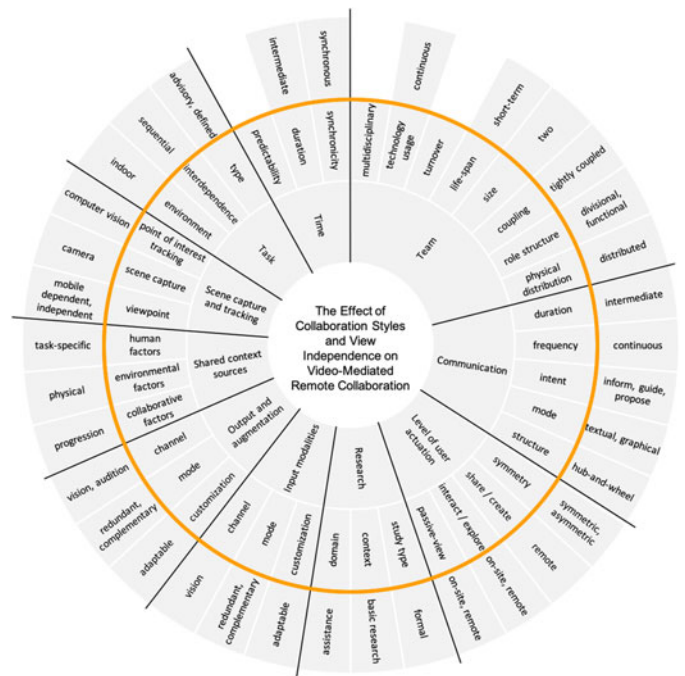 The Effect of
Collaboration Styles
and View
Independence on
Video-Mediated
Remote Collaboration
Time
synchronicity
synchronous
duration
intermediate
predictability
Team
multidisciplinary
technology
usage
continuous
turnover
life-span
short-term
size
two
coupling
tightly coupled
role structure
divisional,
functional
physical
distribution
distributed
Communication
duration
intermediate
frequency
continuous
intent
inform, guide,
propose
mode
textual, graphical
structure
hub-and-wheel
Level of user
actuation
symmetry
symmetric,
asymmetric
share / create
remote
interact / explore
on-site, remote
passive-view
on-site, remote
Research
study type
formal
context
basic research
domain
assistance
Input modalities
customization
adaptable
mode
redundant,
complementary
channel
vision
Output and
augmentation
customization
adaptable
mode
redundant,
complementary
channel
vision, audition
Shared context
sources
collaborative
factors
progression
environmental
factors
physical
human
factors
task-specific
Scene capture
and tracking
viewpoint
mobile
dependent,
independent
scene capture
camera
point of interest
tracking
computer vision
Task
environment
indoor
interdependence
sequential
type
advisory, defined